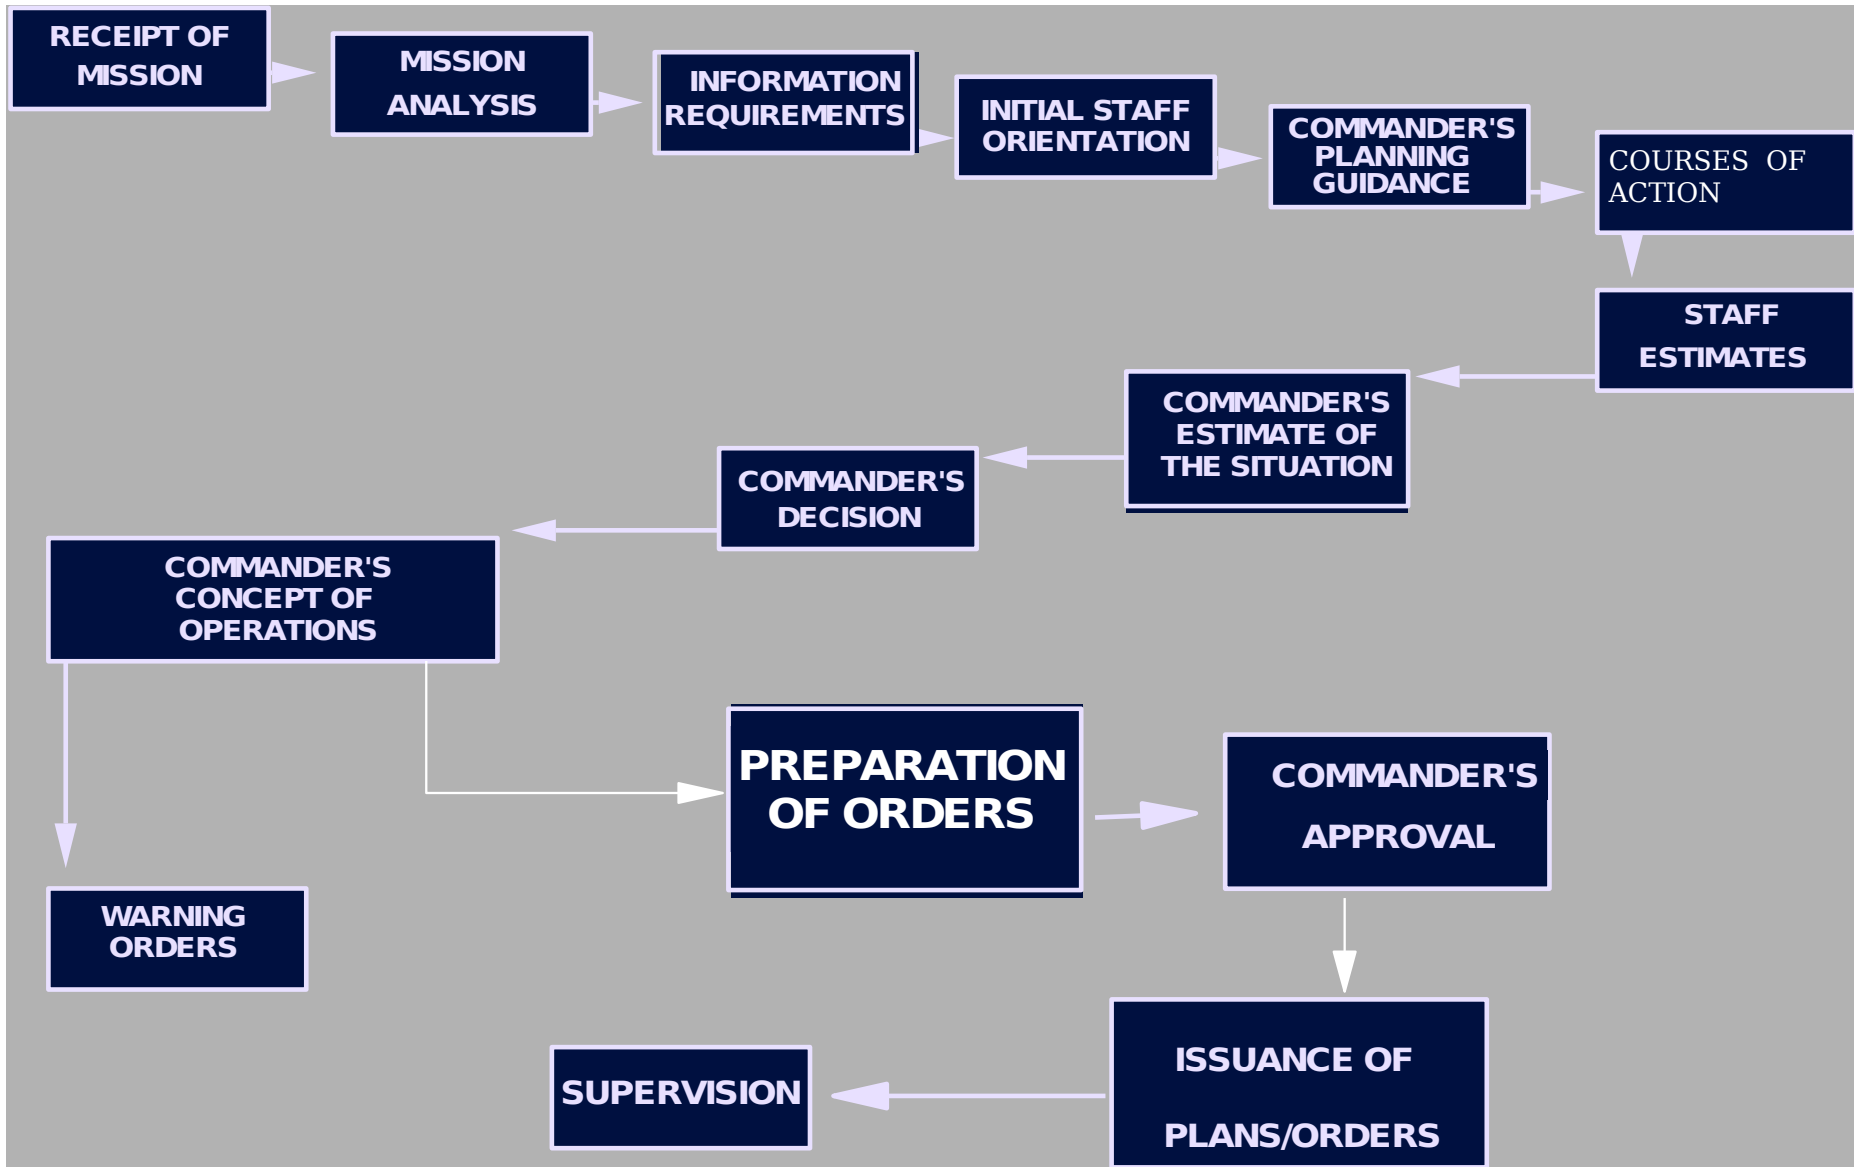 RECEIPT OF
MISSION
MISSION
ANALYSIS
INFORMATION
REQUIREMENTS
INITIAL STAFF
ORIENTATION
COMMANDER'S
PLANNING
GUIDANCE
COURSES OF
ACTION
STAFF
ESTIMATES
COMMANDER'S
ESTIMATE OF
THE SITUATION
COMMANDER'S
DECISION
COMMANDER'S
CONCEPT OF
OPERATIONS
WARNING
ORDERS
PREPARATION
OF ORDERS
COMMANDER'S
APPROVAL
ISSUANCE OF
PLANS/ORDERS
SUPERVISION